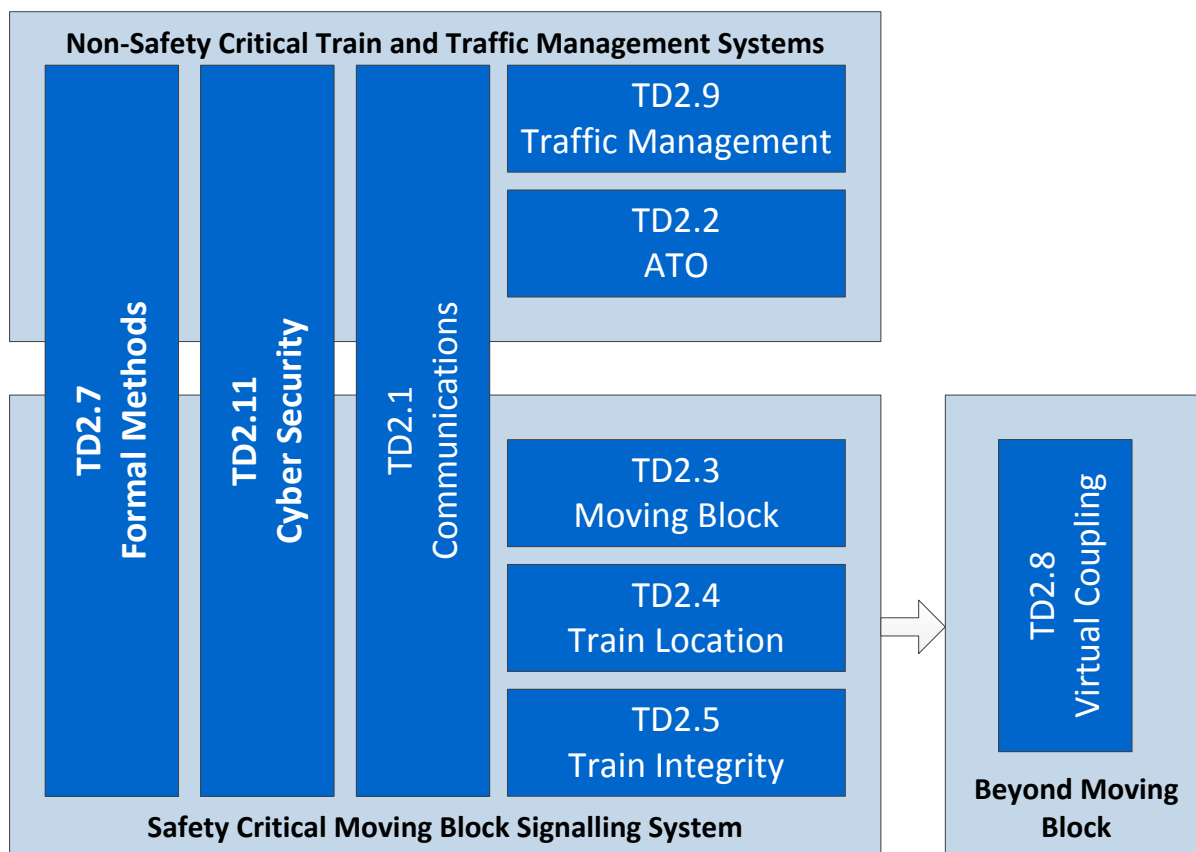 Non-Safety Critical Train and Traffic Management Systems
TD2.7
Formal Methods
TD2.11
Cyber Security
TD2.1
Communications
TD2.9
Traffic Management
TD2.2
ATO
TD2.3
Moving Block
TD2.4
Train Location
TD2.5
Train Integrity
Safety Critical Moving Block Signalling System
TD2.8
Virtual Coupling
Beyond Moving
Block